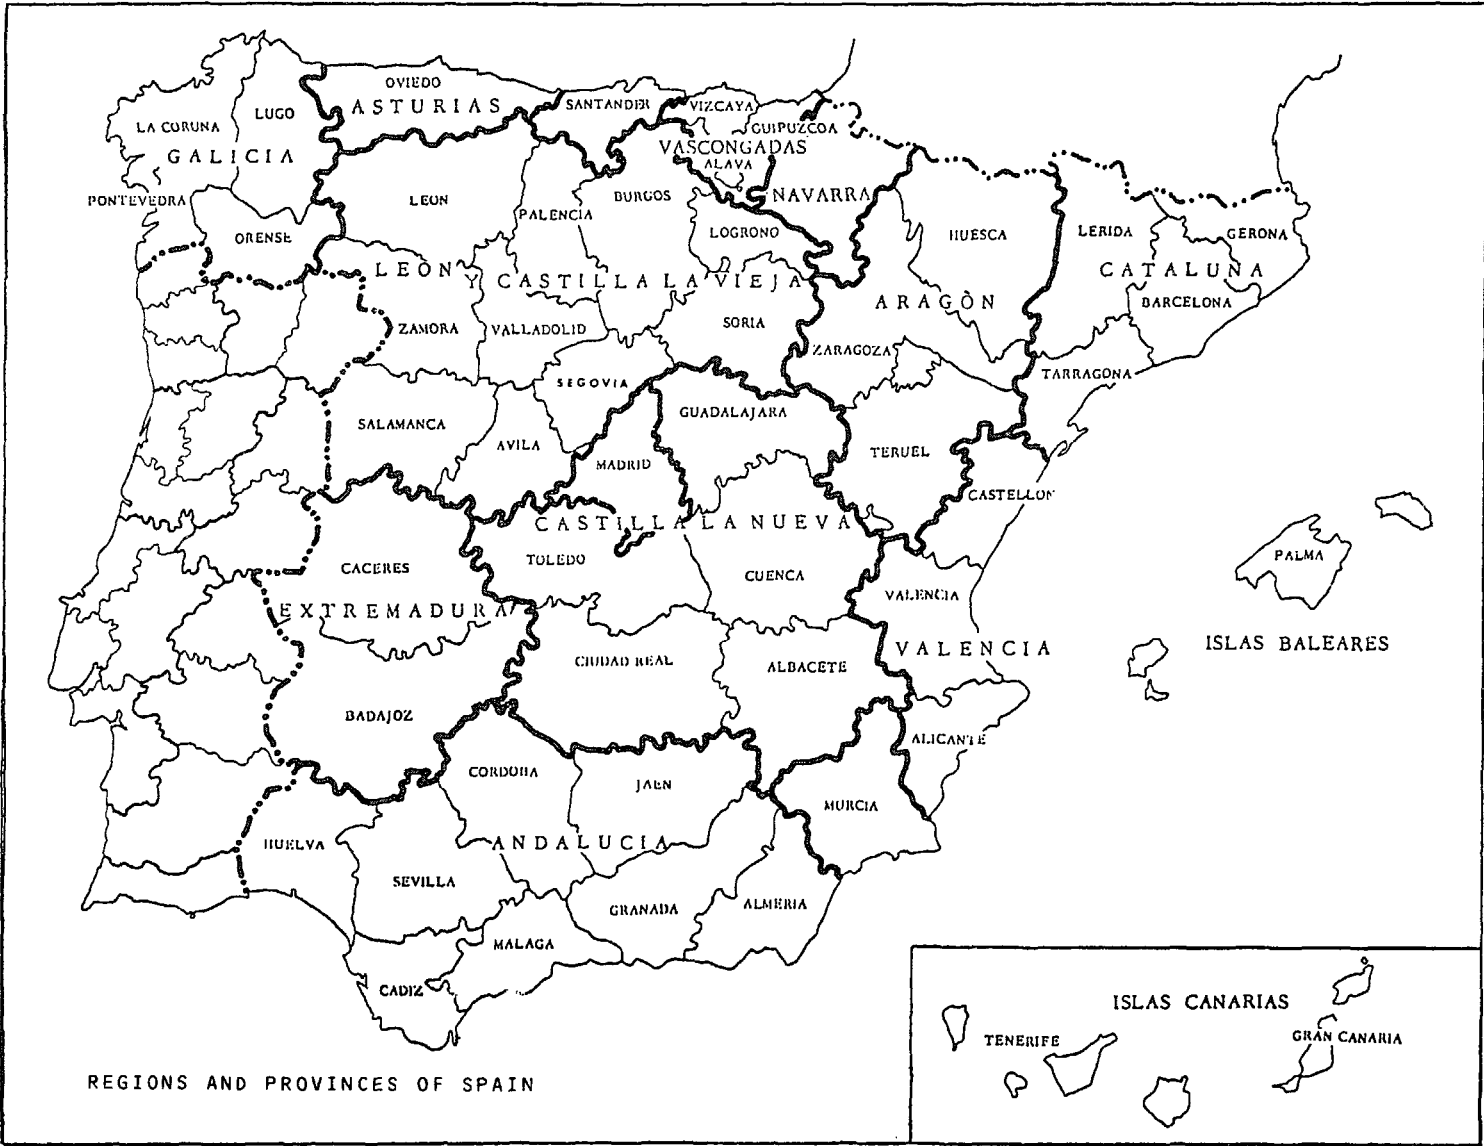 OVIEDO
ASTURIAS
SANTANDER
VIZCAYA
LUGO
LA CORUNA
GUIPUZCOA
GALICIA
VASCONGADAS
ALAVA
PONTEVEDRA
LEON
PALENCIA
BURGOS
NAVARRA
ORENSE
LOGRONO
HUESCA
LERIDA
GERONA
LEÒN Y CASTILLA LA VIEJA
CATALUNA
ARAGÒN
BARCELONA
ZAMORA
VALLADOLID
SORIA
ZARAGOZA
SEGOVIA
TARRAGONA
SALAMANCA
GUADALAJARA
AVILA
MADRID
TERUEL
CASTELLON
CASTILLA LA NUEVA
TOLEDO
PALMA
CACERES
CUENCA
VALENCIA
EXTREMADURA
ISLAS BALEARES
VALENCIA
CIUDAD REAL
ALBACETE
BADAJOZ
ALICANTE
CORDOBA
JAEN
MURCIA
HUELVA
ANDALUCIA
SEVILLA
GRANADA
ALMERIA
MALAGA
CADIZ
ISLAS CANARIAS
TENERIFE
GRAN CANARIA
REGIONS AND PROVINCES OF SPAIN